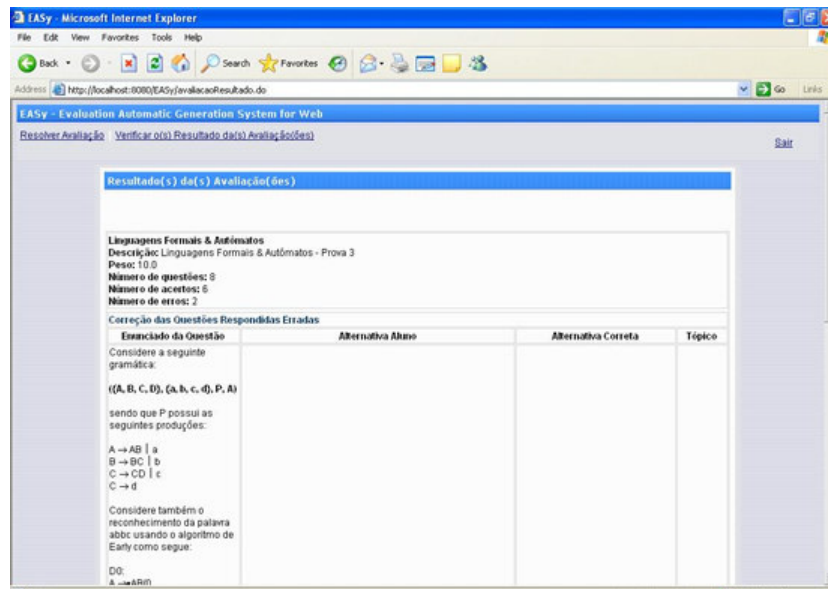 EASy - Microsoft Internet Explorer
File Edit View Favorites Tools Help
Back Search Favorites
Address http://localhost:8080/EASy/avaliacaoResultado.do Go Links
EASy - Evaluation Automatic Generation System for Web
Resolver Avaliação Verificar o(s) Resultado da(s) Avaliação(ões)
Sair
Resultado(s) da(s) Avaliação(ões)
Linguagens Formais & Autômatos
Descrição: Linguagens Formais & Autômatos - Prova 3
Peso: 10.0
Número de questões: 8
Número de acertos: 6
Número de erros: 2
Correção das Questões Respondidas Erradas
Enunciado da Questão Alternativa Aluno Alternativa Correta Tópico
Considere a seguinte
gramática:
({A, B, C, D}, {a, b, c, d}, P, A)
sendo que P possui as
seguintes produções:
A → AB | a
B → BC | b
C → CD | c
C → d
Considere também o
reconhecimento da palavra
abbc usando o algoritmo de
Early como segue:
D0: